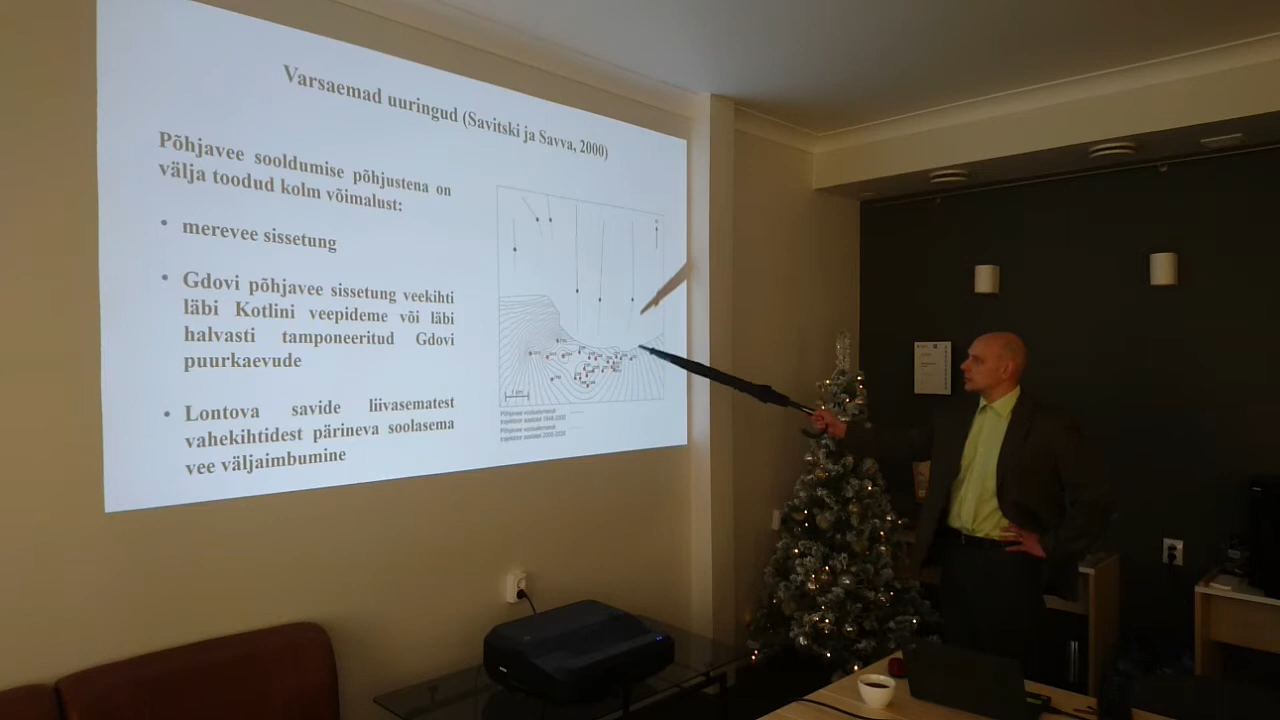 Varsaemad uuringud (Savitski ja Savva, 2000)
Põhjavee sooldumise põhjustena on
välja toodud kolm võimalust:
• merevee sissetung
• Gdovi põhjavee sissetung veekihti
läbi Kotlini veepideme või läbi
halvasti tamponeeritud Gdovi
puurkaevude
• Lontova savide liivasematest
vahekihtidest pärineva soolasema
vee väljaimbumine